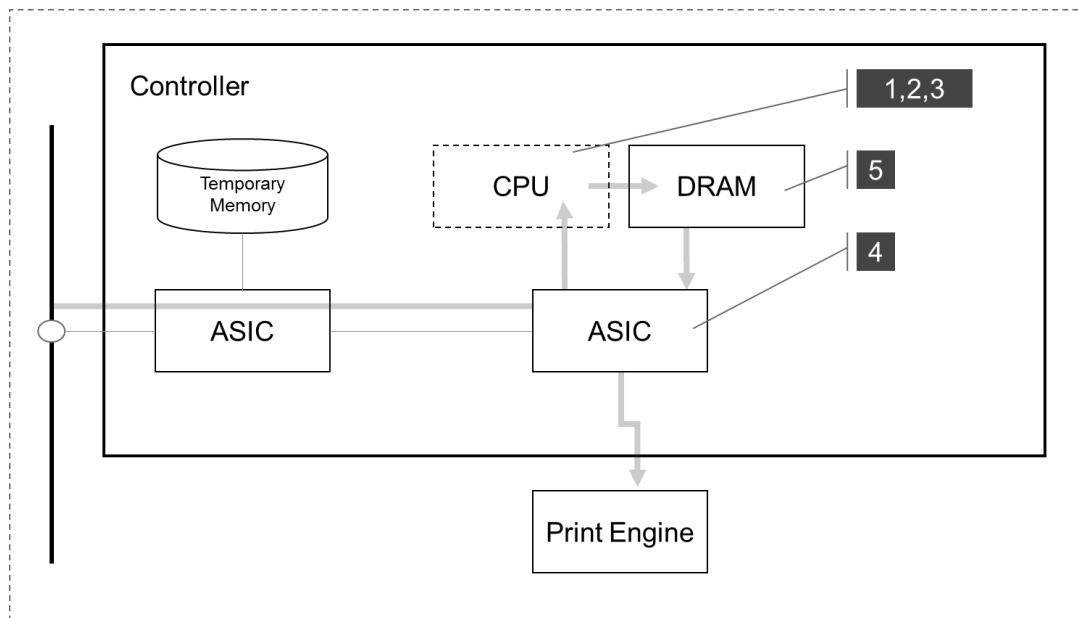 Controller
1,2,3
Temporary
Memory
CPU
DRAM
5
4
ASIC
ASIC
Print Engine